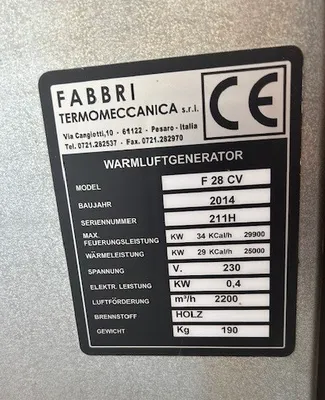 FABBRI
TERMOMECCANICA s.r.l.
Via Cangiotti,10 - 61122 - Pesaro - Italia
Tel. 0721.282537 - Fax. 0721.282970
CE
WARMLUFTGENERATOR
MODEL F 28 CV
BAUJAHR 2014
SERIENNUMMER 211H
MAX. FEUERUNGSLEISTUNG KW 34 KCal/h 29900
WÄRMELEISTUNG KW 29 KCal/h 25000
SPANNUNG V. 230
ELEKTR. LEISTUNG KW 0,4
LUFTFÖRDERUNG m³/h 2200
BRENNSTOFF HOLZ
GEWICHT Kg 190